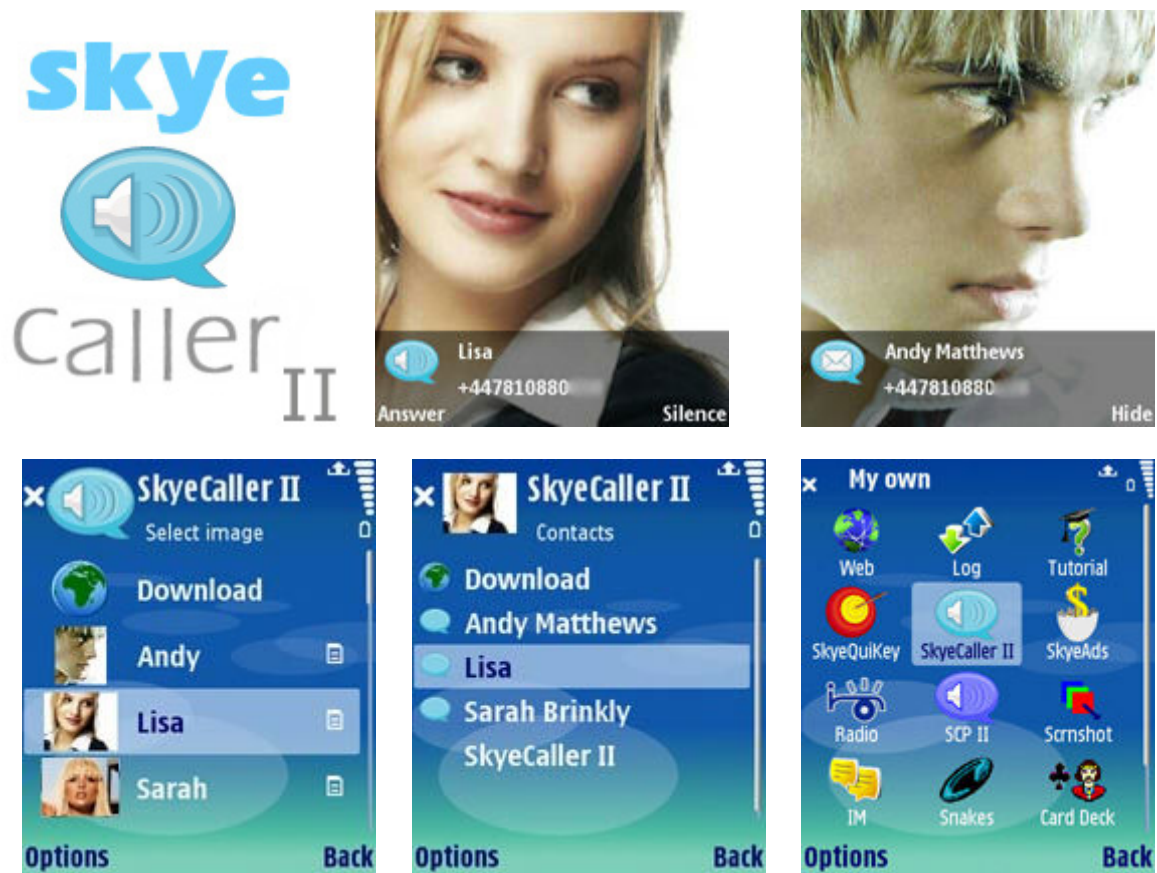 skye
caller
II
Lisa
+447810880
Answer
Silence
Andy Matthews
+447810880
Hide
SkyeCaller II
Select image
Download
Andy
Lisa
Sarah
Options
Back
SkyeCaller II
Contacts
Download
Andy Matthews
Lisa
Sarah Brinkly
SkyeCaller II
Options
Back
My own
Web
Log
Tutorial
SkyeQuiKey
SkyeCaller II
SkyeAds
Radio
SCP II
Scrnshot
IM
Snakes
Card Deck
Options
Back